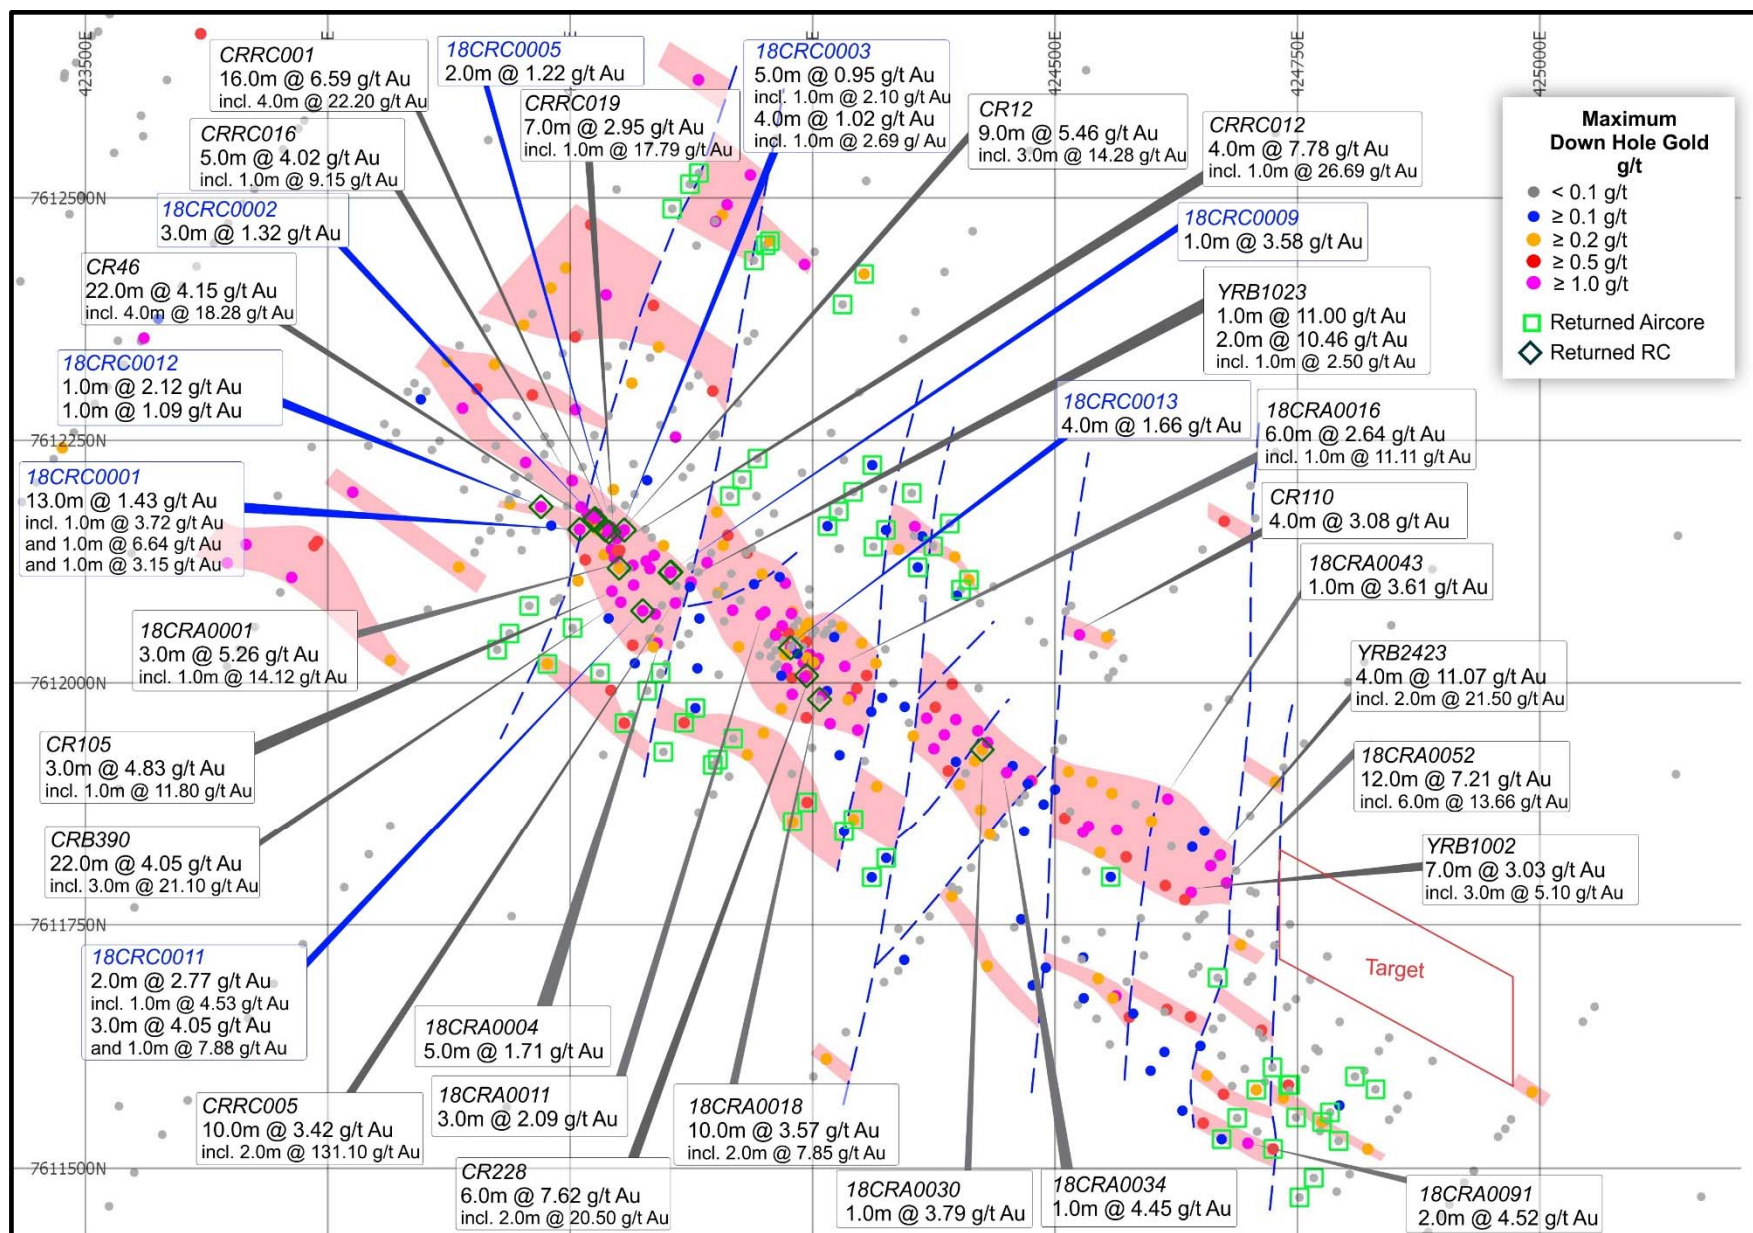 423500E
424500E
424750E
425000E
7612500N
7612250N
7612000N
7611750N
7611500N
CRRC001
16.0m @ 6.59 g/t Au
incl. 4.0m @ 22.20 g/t Au
18CRC0005
2.0m @ 1.22 g/t Au
CRRC019
7.0m @ 2.95 g/t Au
incl. 1.0m @ 17.79 g/t Au
18CRC0003
5.0m @ 0.95 g/t Au
incl. 1.0m @ 2.10 g/t Au
4.0m @ 1.02 g/t Au
incl. 1.0m @ 2.69 g/ Au
CR12
9.0m @ 5.46 g/t Au
incl. 3.0m @ 14.28 g/t Au
CRRC012
4.0m @ 7.78 g/t Au
incl. 1.0m @ 26.69 g/t Au
Maximum
Down Hole Gold
g/t
< 0.1 g/t
≥ 0.1 g/t
≥ 0.2 g/t
≥ 0.5 g/t
≥ 1.0 g/t
Returned Aircore
Returned RC
CRRC016
5.0m @ 4.02 g/t Au
incl. 1.0m @ 9.15 g/t Au
18CRC0002
3.0m @ 1.32 g/t Au
18CRC0009
1.0m @ 3.58 g/t Au
CR46
22.0m @ 4.15 g/t Au
incl. 4.0m @ 18.28 g/t Au
YRB1023
1.0m @ 11.00 g/t Au
2.0m @ 10.46 g/t Au
incl. 1.0m @ 2.50 g/t Au
18CRC0012
1.0m @ 2.12 g/t Au
1.0m @ 1.09 g/t Au
18CRC0013
4.0m @ 1.66 g/t Au
18CRA0016
6.0m @ 2.64 g/t Au
incl. 1.0m @ 11.11 g/t Au
18CRC0001
13.0m @ 1.43 g/t Au
incl. 1.0m @ 3.72 g/t Au
and 1.0m @ 6.64 g/t Au
and 1.0m @ 3.15 g/t Au
CR110
4.0m @ 3.08 g/t Au
18CRA0043
1.0m @ 3.61 g/t Au
18CRA0001
3.0m @ 5.26 g/t Au
incl. 1.0m @ 14.12 g/t Au
YRB2423
4.0m @ 11.07 g/t Au
incl. 2.0m @ 21.50 g/t Au
CR105
3.0m @ 4.83 g/t Au
incl. 1.0m @ 11.80 g/t Au
18CRA0052
12.0m @ 7.21 g/t Au
incl. 6.0m @ 13.66 g/t Au
CRB390
22.0m @ 4.05 g/t Au
incl. 3.0m @ 21.10 g/t Au
YRB1002
7.0m @ 3.03 g/t Au
incl. 3.0m @ 5.10 g/t Au
18CRC0011
2.0m @ 2.77 g/t Au
incl. 1.0m @ 4.53 g/t Au
3.0m @ 4.05 g/t Au
and 1.0m @ 7.88 g/t Au
Target
18CRA0004
5.0m @ 1.71 g/t Au
18CRA0011
3.0m @ 2.09 g/t Au
CRRC005
10.0m @ 3.42 g/t Au
incl. 2.0m @ 131.10 g/t Au
18CRA0018
10.0m @ 3.57 g/t Au
incl. 2.0m @ 7.85 g/t Au
CR228
6.0m @ 7.62 g/t Au
incl. 2.0m @ 20.50 g/t Au
18CRA0030
1.0m @ 3.79 g/t Au
18CRA0034
1.0m @ 4.45 g/t Au
18CRA0091
2.0m @ 4.52 g/t Au